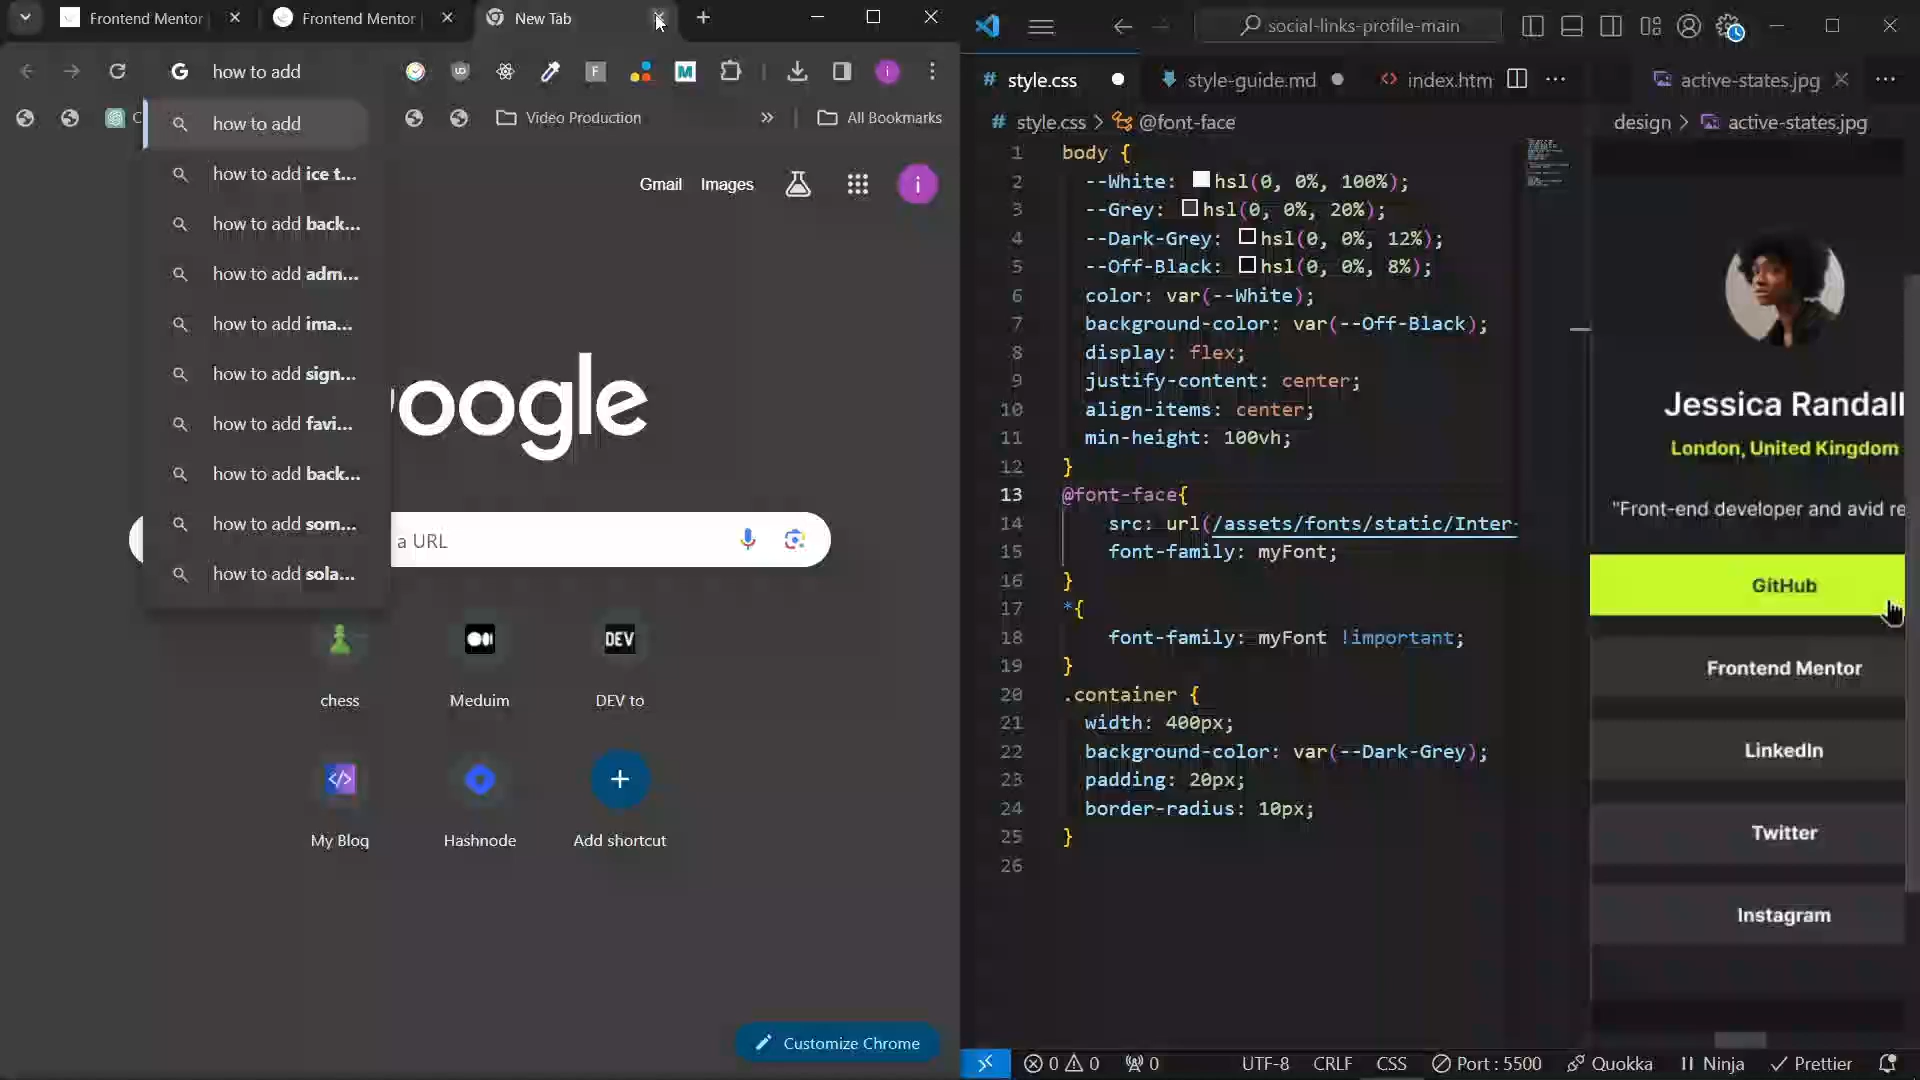 Frontend Mentor
Frontend Mentor
New Tab
how to add
Video Production
»
All Bookmarks
how to add
how to add ice t...
how to add back...
how to add adm...
how to add ima...
how to add sign...
how to add favi...
how to add back...
how to add som...
how to add sola...
Gmail
Images
i
oogle
a URL
chess
Meduim
DEV
DEV to
My Blog
Hashnode
Add shortcut
Customize Chrome
social-links-profile-main
# style.css
style-guide.md
<> index.htm
active-states.jpg
# style.css > @font-face
design > active-states.jpg
1 body {
2 --White: hsl(0, 0%, 100%);
3 --Grey: hsl(0, 0%, 20%);
4 --Dark-Grey: hsl(0, 0%, 12%);
5 --Off-Black: hsl(0, 0%, 8%);
6 color: var(--White);
7 background-color: var(--Off-Black);
8 display: flex;
9 justify-content: center;
10 align-items: center;
11 min-height: 100vh;
12 }
13 @font-face{
14 src: url(/assets/fonts/static/Inter-
15 font-family: myFont;
16 }
17 *{
18 font-family: myFont !important;
19 }
20 .container {
21 width: 400px;
22 background-color: var(--Dark-Grey);
23 padding: 20px;
24 border-radius: 10px;
25 }
26
Jessica Randall
London, United Kingdom
"Front-end developer and avid re
GitHub
Frontend Mentor
LinkedIn
Twitter
Instagram
0 0 0 UTF-8 CRLF CSS Port : 5500 Quokka Ninja Prettier